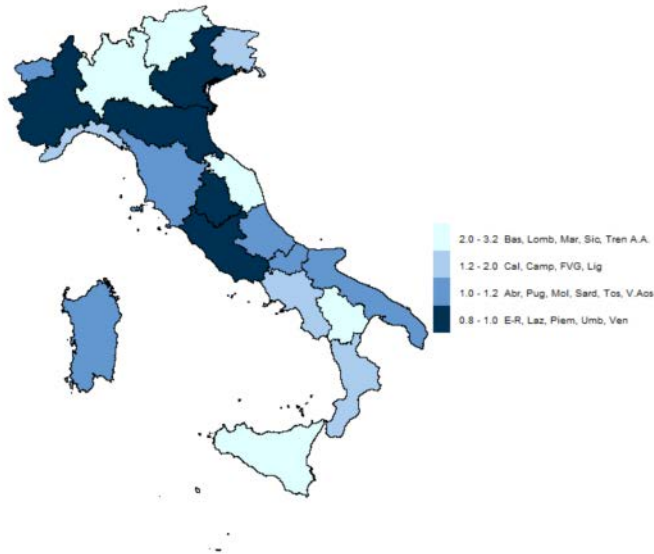 2.0 - 3.2 Bas, Lomb, Mar, Sic, Tren A.A.
1.2 - 2.0 Cal, Camp, FVG, Lig
1.0 - 1.2 Abr, Pug, Mol, Sard, Tos, V.Aos
0.8 - 1.0 E-R, Laz, Piem, Umb, Ven